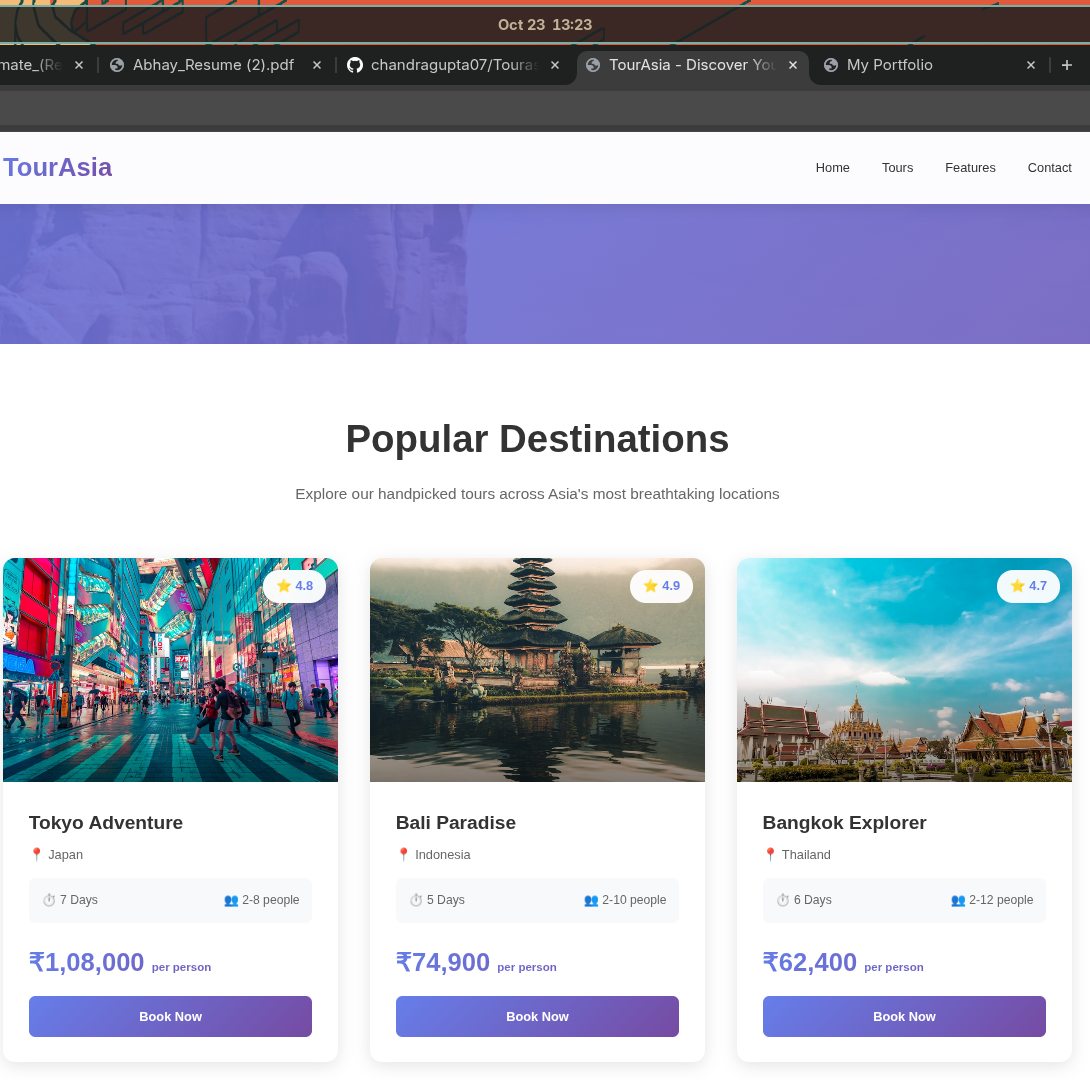 Oct 23 13:23
mate_(Re
Abhay_Resume (2).pdf
chandragupta07/Touras
TourAsia - Discover You
My Portfolio
TourAsia
Home Tours Features Contact
Popular Destinations
Explore our handpicked tours across Asia's most breathtaking locations
⭐ 4.8
⭐ 4.9
⭐ 4.7
Tokyo Adventure
📍 Japan
⏱️ 7 Days 👥 2-8 people
₹1,08,000 per person
Book Now
Bali Paradise
📍 Indonesia
⏱️ 5 Days 👥 2-10 people
₹74,900 per person
Book Now
Bangkok Explorer
📍 Thailand
⏱️ 6 Days 👥 2-12 people
₹62,400 per person
Book Now